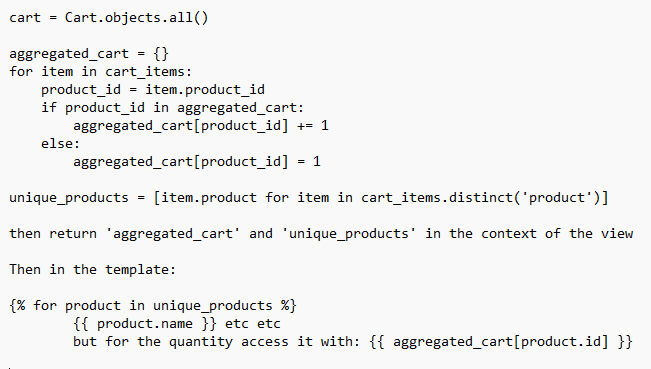 cart = Cart.objects.all()
aggregated_cart = {}
for item in cart_items:
    product_id = item.product_id
    if product_id in aggregated_cart:
        aggregated_cart[product_id] += 1
    else:
        aggregated_cart[product_id] = 1
unique_products = [item.product for item in cart_items.distinct('product')]
then return 'aggregated_cart' and 'unique_products' in the context of the view
Then in the template:
{% for product in unique_products %}
        {{ product.name }} etc etc
        but for the quantity access it with: {{ aggregated_cart[product.id] }}